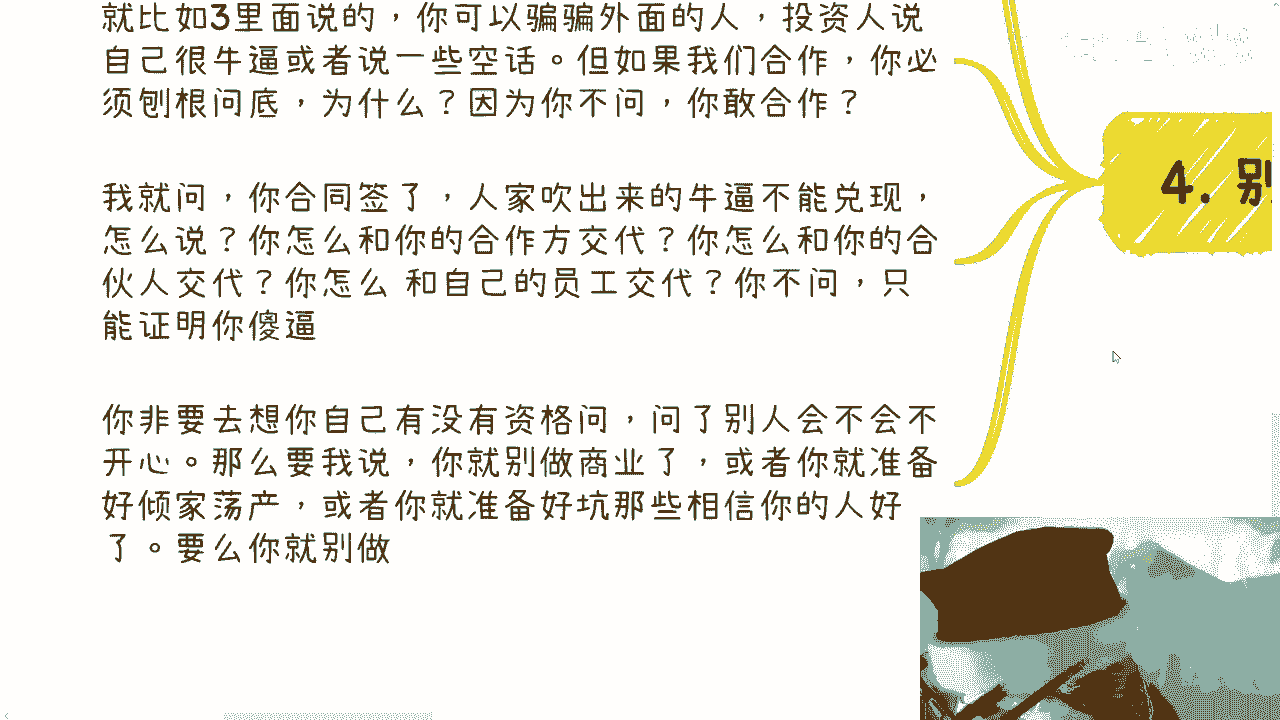 就比如3里面说的，你可以骗骗外面的人，投资人说
自己很牛逼或者说一些空话。但如果我们合作，你必
须刨根问底，为什么？因为你不问，你敢合作？
我就问，你合同签了，人家吹出来的牛逼不能兑现，
怎么说？你怎么和你的合作方交代？你怎么和你的合
伙人交代？你怎么 和自己的员工交代？你不问，只
能证明你傻逼
你非要去想你自己有没有资格问，问了别人会不会不
开心。那么要我说，你就别做商业了，或者你就准备
好倾家荡产，或者你就准备好坑那些相信你的人好
了。要么你就别做
4. 别